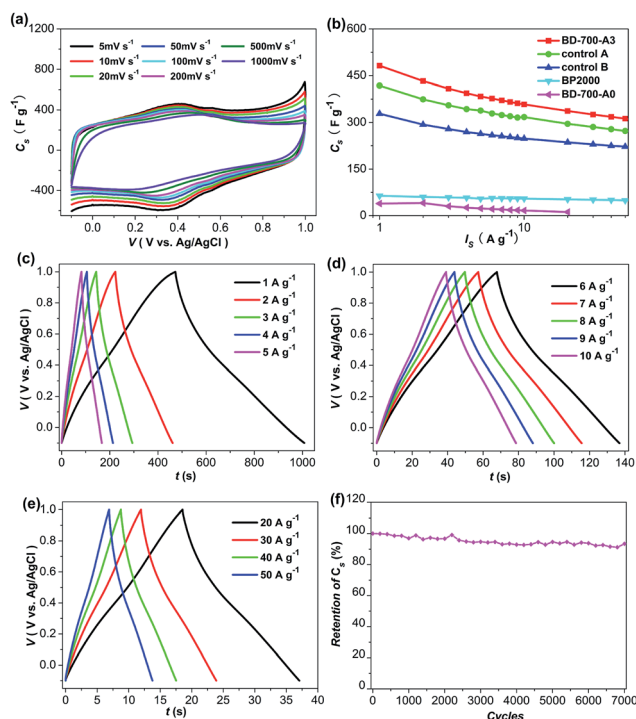 (a)
5mV s⁻¹ 50mV s⁻¹ 500mV s⁻¹
10mV s⁻¹ 100mV s⁻¹ 1000mV s⁻¹
20mV s⁻¹ 200mV s⁻¹
800
400
0
-400
Cₛ ( F g⁻¹)
0.0 0.2 0.4 0.6 0.8 1.0
V ( V vs. Ag/AgCl )
(b)
BD-700-A3
control A
control B
BP2000
BD-700-A0
600
450
300
150
0
Cₛ ( F g⁻¹)
1 10
Iₛ ( A g⁻¹)
(c)
1 A g⁻¹
2 A g⁻¹
3 A g⁻¹
4 A g⁻¹
5 A g⁻¹
1.0
0.8
0.6
0.4
0.2
0.0
V ( V vs. Ag/AgCl)
0 200 400 600 800 1000
t (s)
(d)
6 A g⁻¹
7 A g⁻¹
8 A g⁻¹
9 A g⁻¹
10 A g⁻¹
1.0
0.8
0.6
0.4
0.2
0.0
V ( V vs. Ag/AgCl)
0 20 40 60 80 100 120 140
t (s)
(e)
20 A g⁻¹
30 A g⁻¹
40 A g⁻¹
50 A g⁻¹
1.0
0.8
0.6
0.4
0.2
0.0
V ( V vs. Ag/AgCl)
0 5 10 15 20 25 30 35 40
t (s)
(f)
120
100
80
60
40
20
0
Retention of Cₛ (%)
0 1000 2000 3000 4000 5000 6000 7000
Cycles